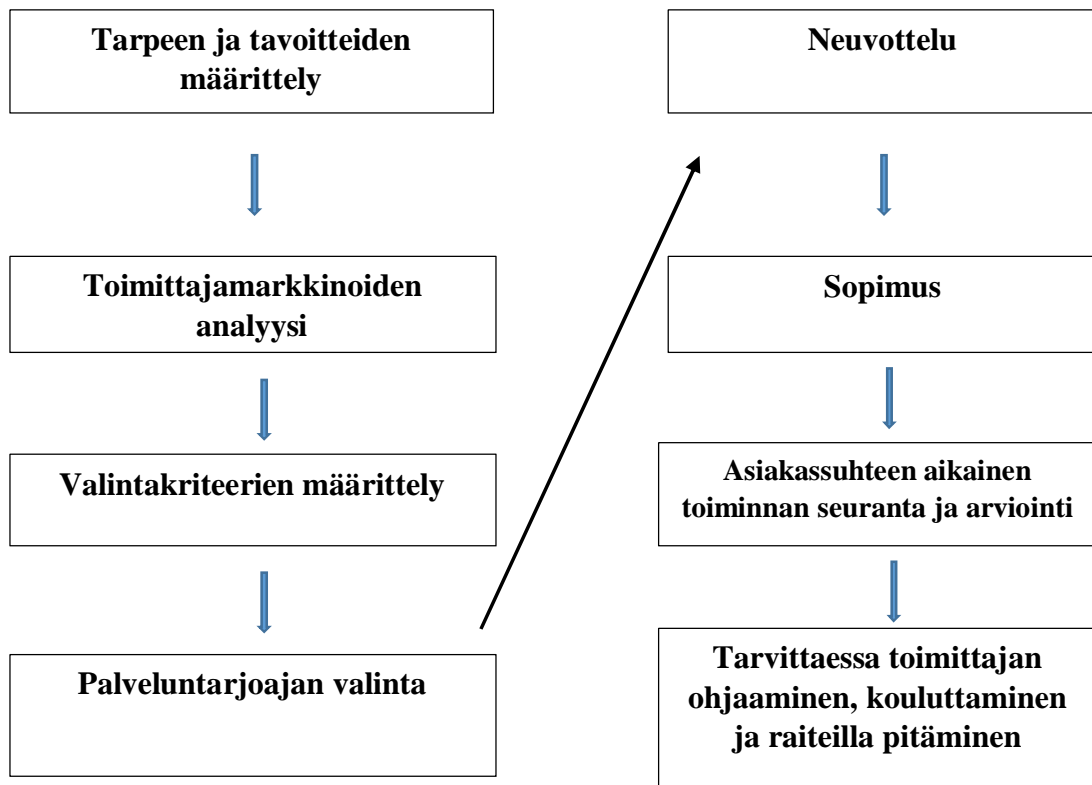 Tarpeen ja tavoitteiden
määrittely
Toimittajamarkkinoiden
analyysi
Valintakriteerien määrittely
Palveluntarjoajan valinta
Neuvottelu
Sopimus
Asiakassuhteen aikainen
toiminnan seuranta ja arviointi
Tarvittaessa toimittajan
ohjaaminen, kouluttaminen
ja raiteilla pitäminen